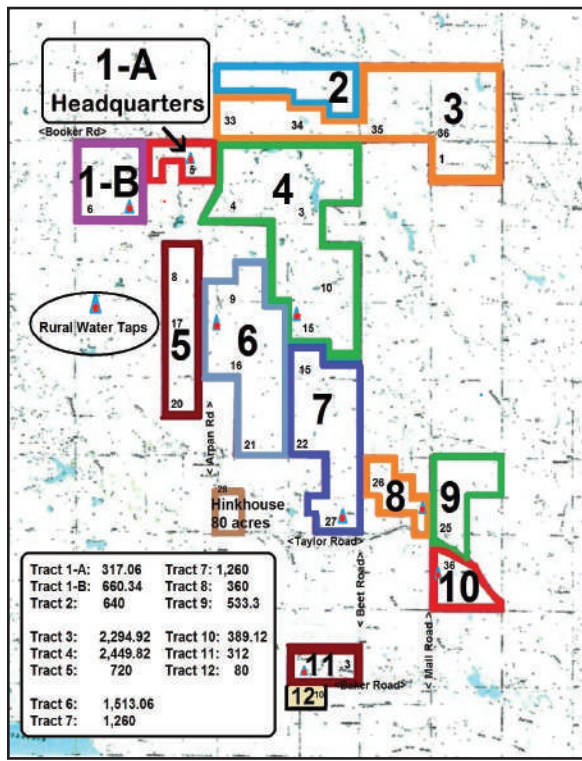 1-A
Headquarters
<Booker Rd>
2
3
33
34
35
36
1
1-B
6
5
4
4
3
10
15
8
17
20
5
Rural Water Taps
9
6
16
21
< Arpan Rd >
15
7
22
27
28
Hinkhouse
80 acres
<Taylor Road>
26
8
9
25
36
10
< Beet Road>
< Mail Road >
11
3
<Baker Road>
12
10
Tract 1-A: 317.06
Tract 1-B: 660.34
Tract 2: 640
Tract 3: 2,294.92
Tract 4: 2,449.82
Tract 5: 720
Tract 6: 1,513.06
Tract 7: 1,260
Tract 7: 1,260
Tract 8: 360
Tract 9: 533.3
Tract 10: 389.12
Tract 11: 312
Tract 12: 80